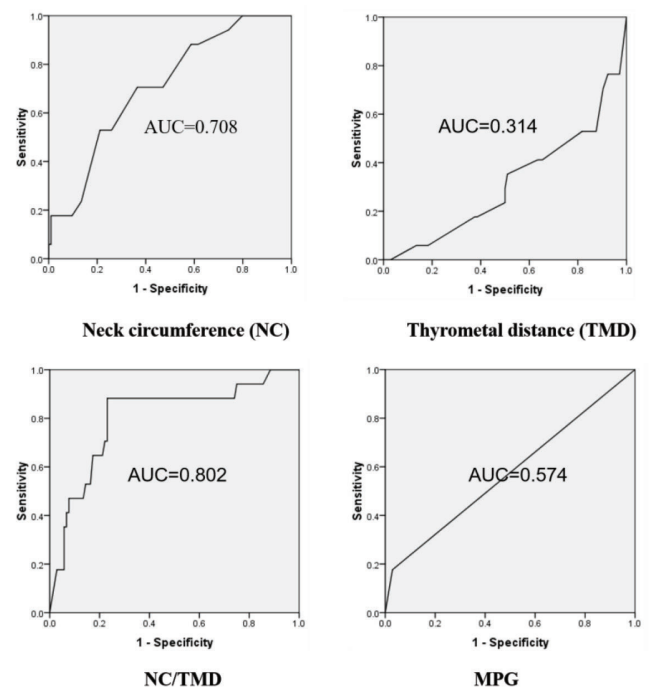 1.0
0.8
0.6
0.4
0.2
0.0
Sensitivity
AUC=0.708
0.0 0.2 0.4 0.6 0.8 1.0
1 - Specificity
Neck circumference (NC)
1.0
0.8
0.6
0.4
0.2
0.0
Sensitivity
AUC=0.314
0.0 0.2 0.4 0.6 0.8 1.0
1 - Specificity
Thyrometal distance (TMD)
1.0
0.8
0.6
0.4
0.2
0.0
Sensitivity
AUC=0.802
0.0 0.2 0.4 0.6 0.8 1.0
1 - Specificity
NC/TMD
1.0
0.8
0.6
0.4
0.2
0.0
Sensitivity
AUC=0.574
0.0 0.2 0.4 0.6 0.8 1.0
1 - Specificity
MPG